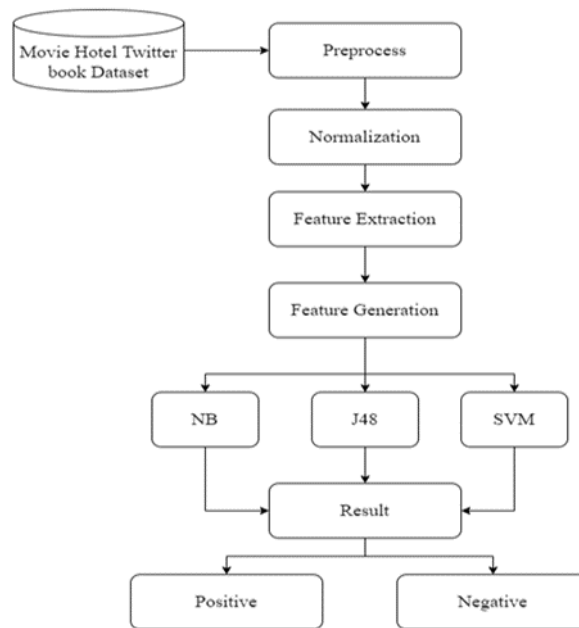 Movie Hotel Twitter
book Dataset
Preprocess
Normalization
Feature Extraction
Feature Generation
NB
J48
SVM
Result
Positive
Negative